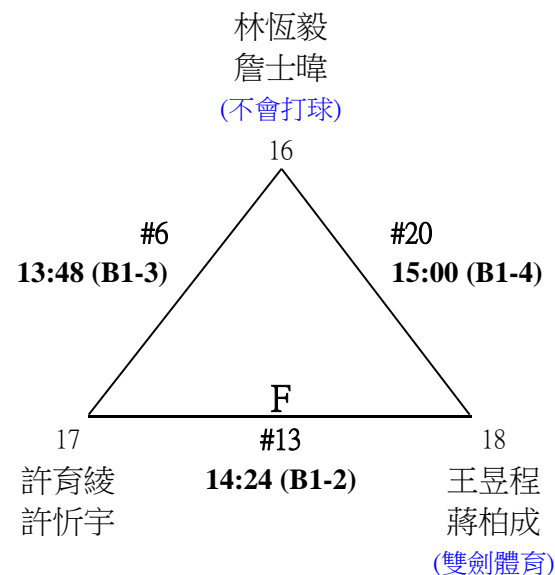 林恆毅
詹士暐
(不會打球)
16
#6
13:48 (B1-3)
#20
15:00 (B1-4)
F
17
#13
18
許育綾
14:24 (B1-2)
王昱程
許忻宇
蔣柏成
(雙劍體育)